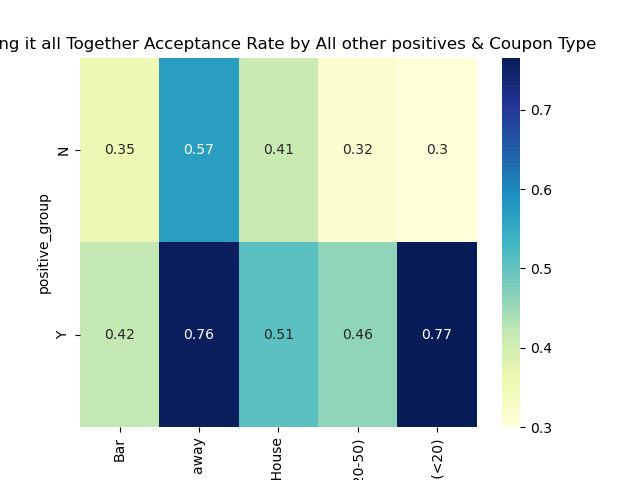 ng it all Together Acceptance Rate by All other positives & Coupon Type
positive_group
N
0.35 0.57 0.41 0.32 0.3
Y
0.42 0.76 0.51 0.46 0.77
Bar
away
House
20-50)
(<20)
0.7
0.6
0.5
0.4
0.3